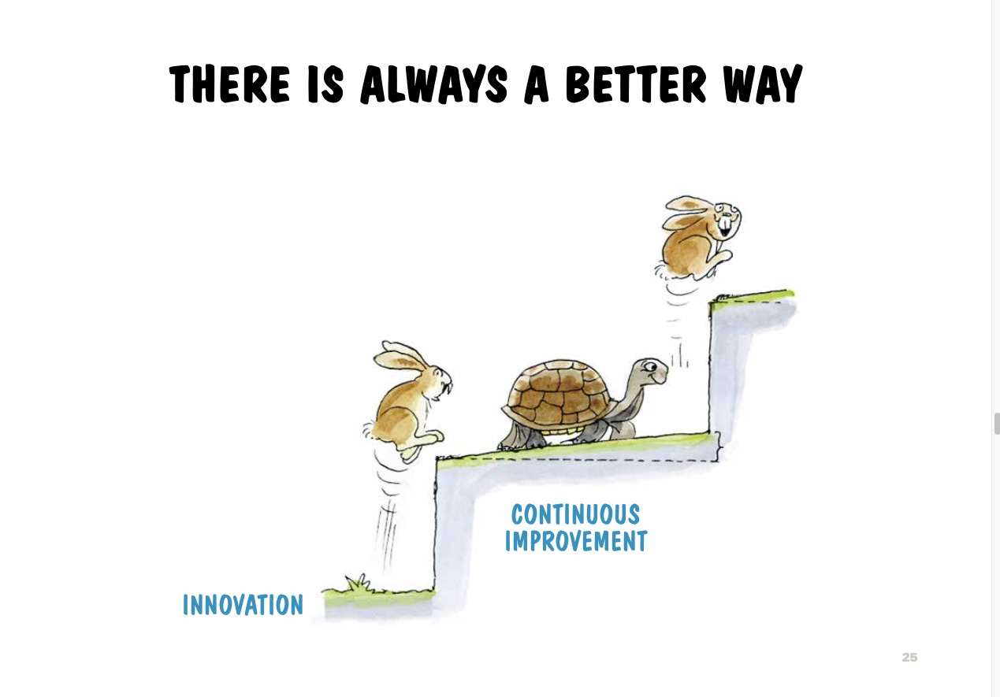 THERE IS ALWAYS A BETTER WAY
CONTINUOUS
IMPROVEMENT
INNOVATION
25